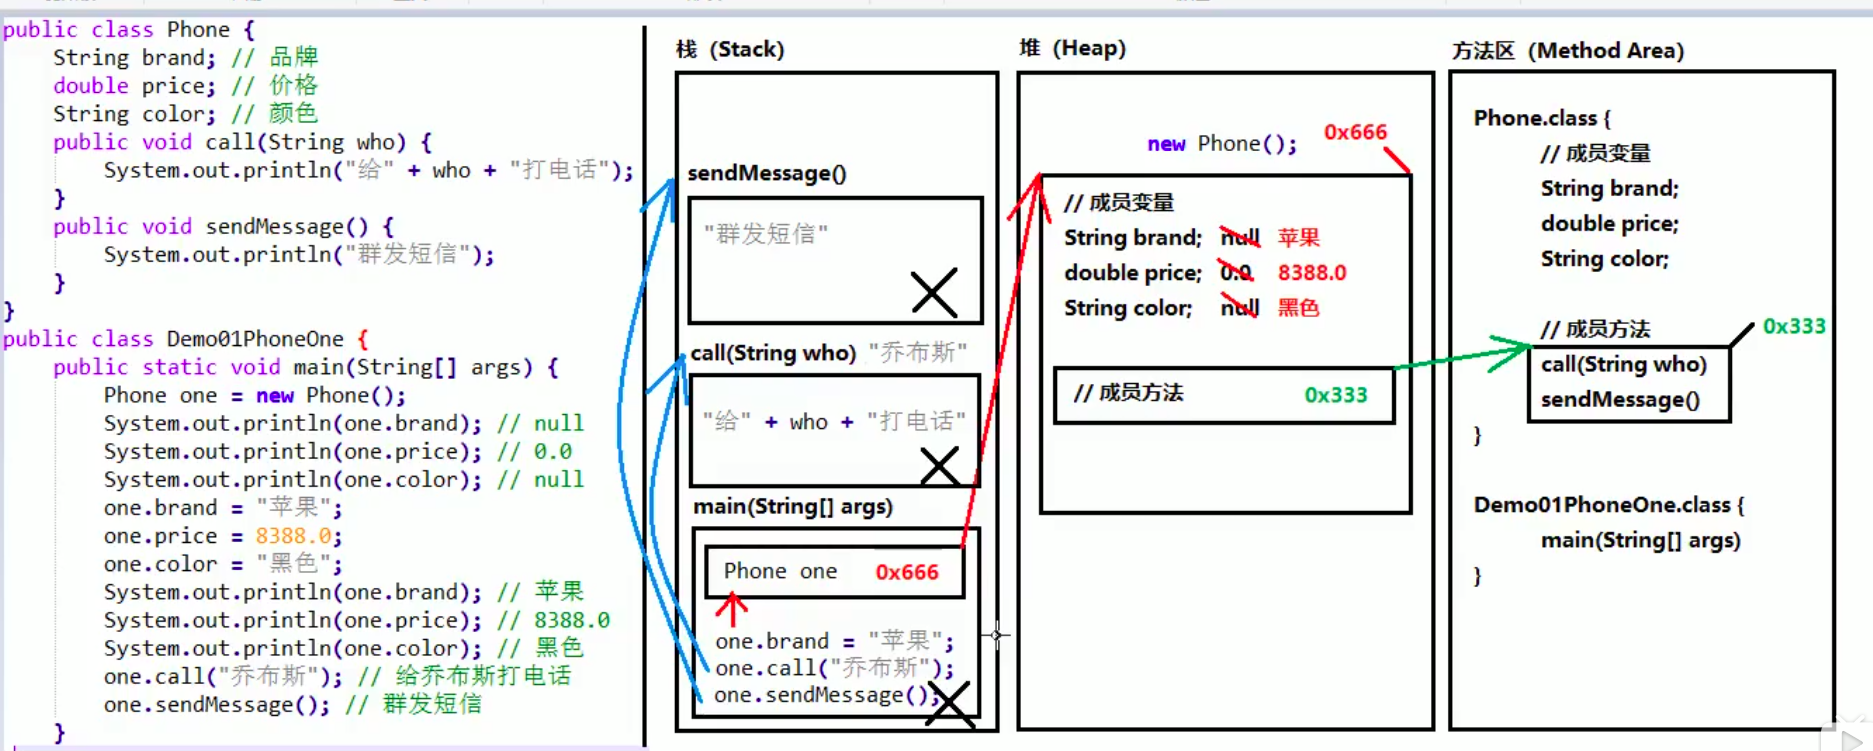 public class Phone {
String brand; // 品牌
double price; // 价格
String color; // 颜色
public void call(String who) {
System.out.println("给" + who + "打电话");
}
public void sendMessage() {
System.out.println("群发短信");
}
}
public class Demo01PhoneOne {
public static void main(String[] args) {
Phone one = new Phone();
System.out.println(one.brand); // null
System.out.println(one.price); // 0.0
System.out.println(one.color); // null
one.brand = "苹果";
one.price = 8388.0;
one.color = "黑色";
System.out.println(one.brand); // 苹果
System.out.println(one.price); // 8388.0
System.out.println(one.color); // 黑色
one.call("乔布斯"); // 给乔布斯打电话
one.sendMessage(); // 群发短信
}
栈（Stack）
sendMessage()
"群发短信"
call(String who) "乔布斯"
"给" + who + "打电话"
main(String[] args)
Phone one 0x666
one.brand = "苹果";
one.call("乔布斯");
one.sendMessage();
堆（Heap）
new Phone(); 0x666
// 成员变量
String brand; null 苹果
double price; 0.0 8388.0
String color; null 黑色
// 成员方法 0x333
方法区（Method Area）
Phone.class {
// 成员变量
String brand;
double price;
String color;
// 成员方法 0x333
call(String who)
sendMessage()
}
Demo01PhoneOne.class {
main(String[] args)
}